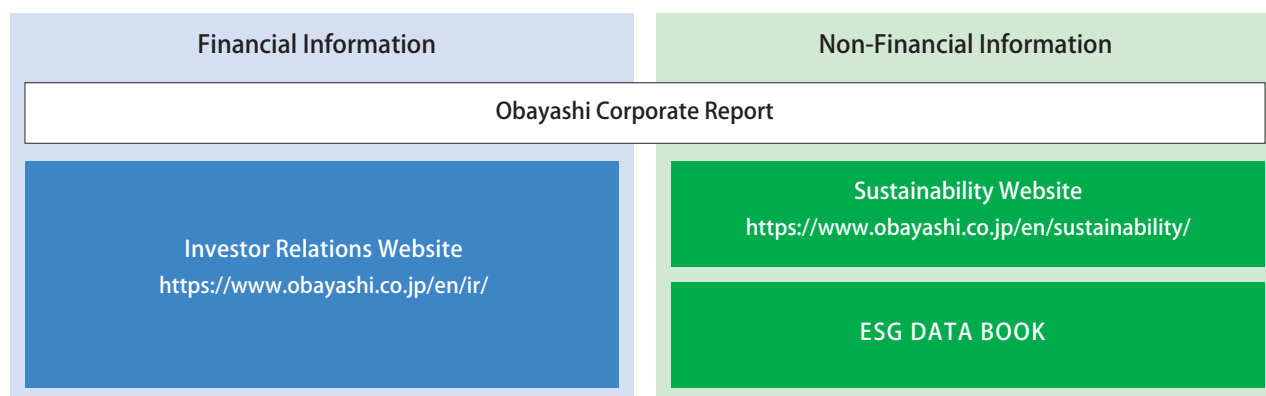 Financial Information
Non-Financial Information
Obayashi Corporate Report
Investor Relations Website
https://www.obayashi.co.jp/en/ir/
Sustainability Website
https://www.obayashi.co.jp/en/sustainability/
ESG DATA BOOK